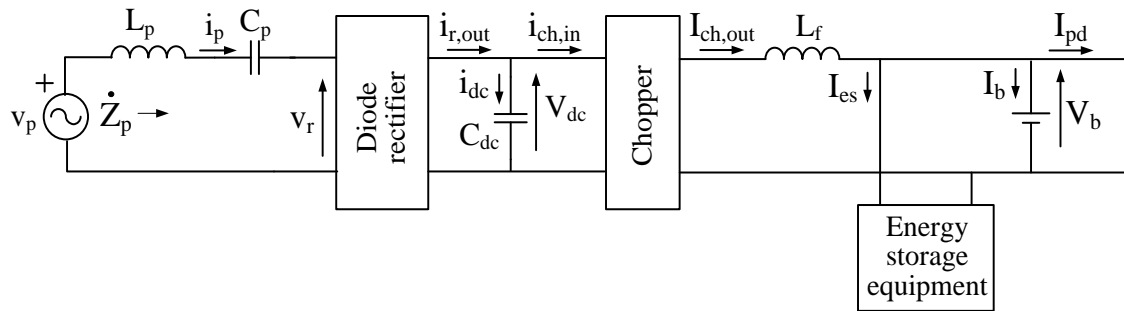 L_p
i_p
C_p
+
v_p
Ż_p
v_r
Diode
rectifier
i_r,out
i_ch,in
i_dc
C_dc
V_dc
Chopper
I_ch,out
L_f
I_es
I_b
I_pd
V_b
Energy
storage
equipment